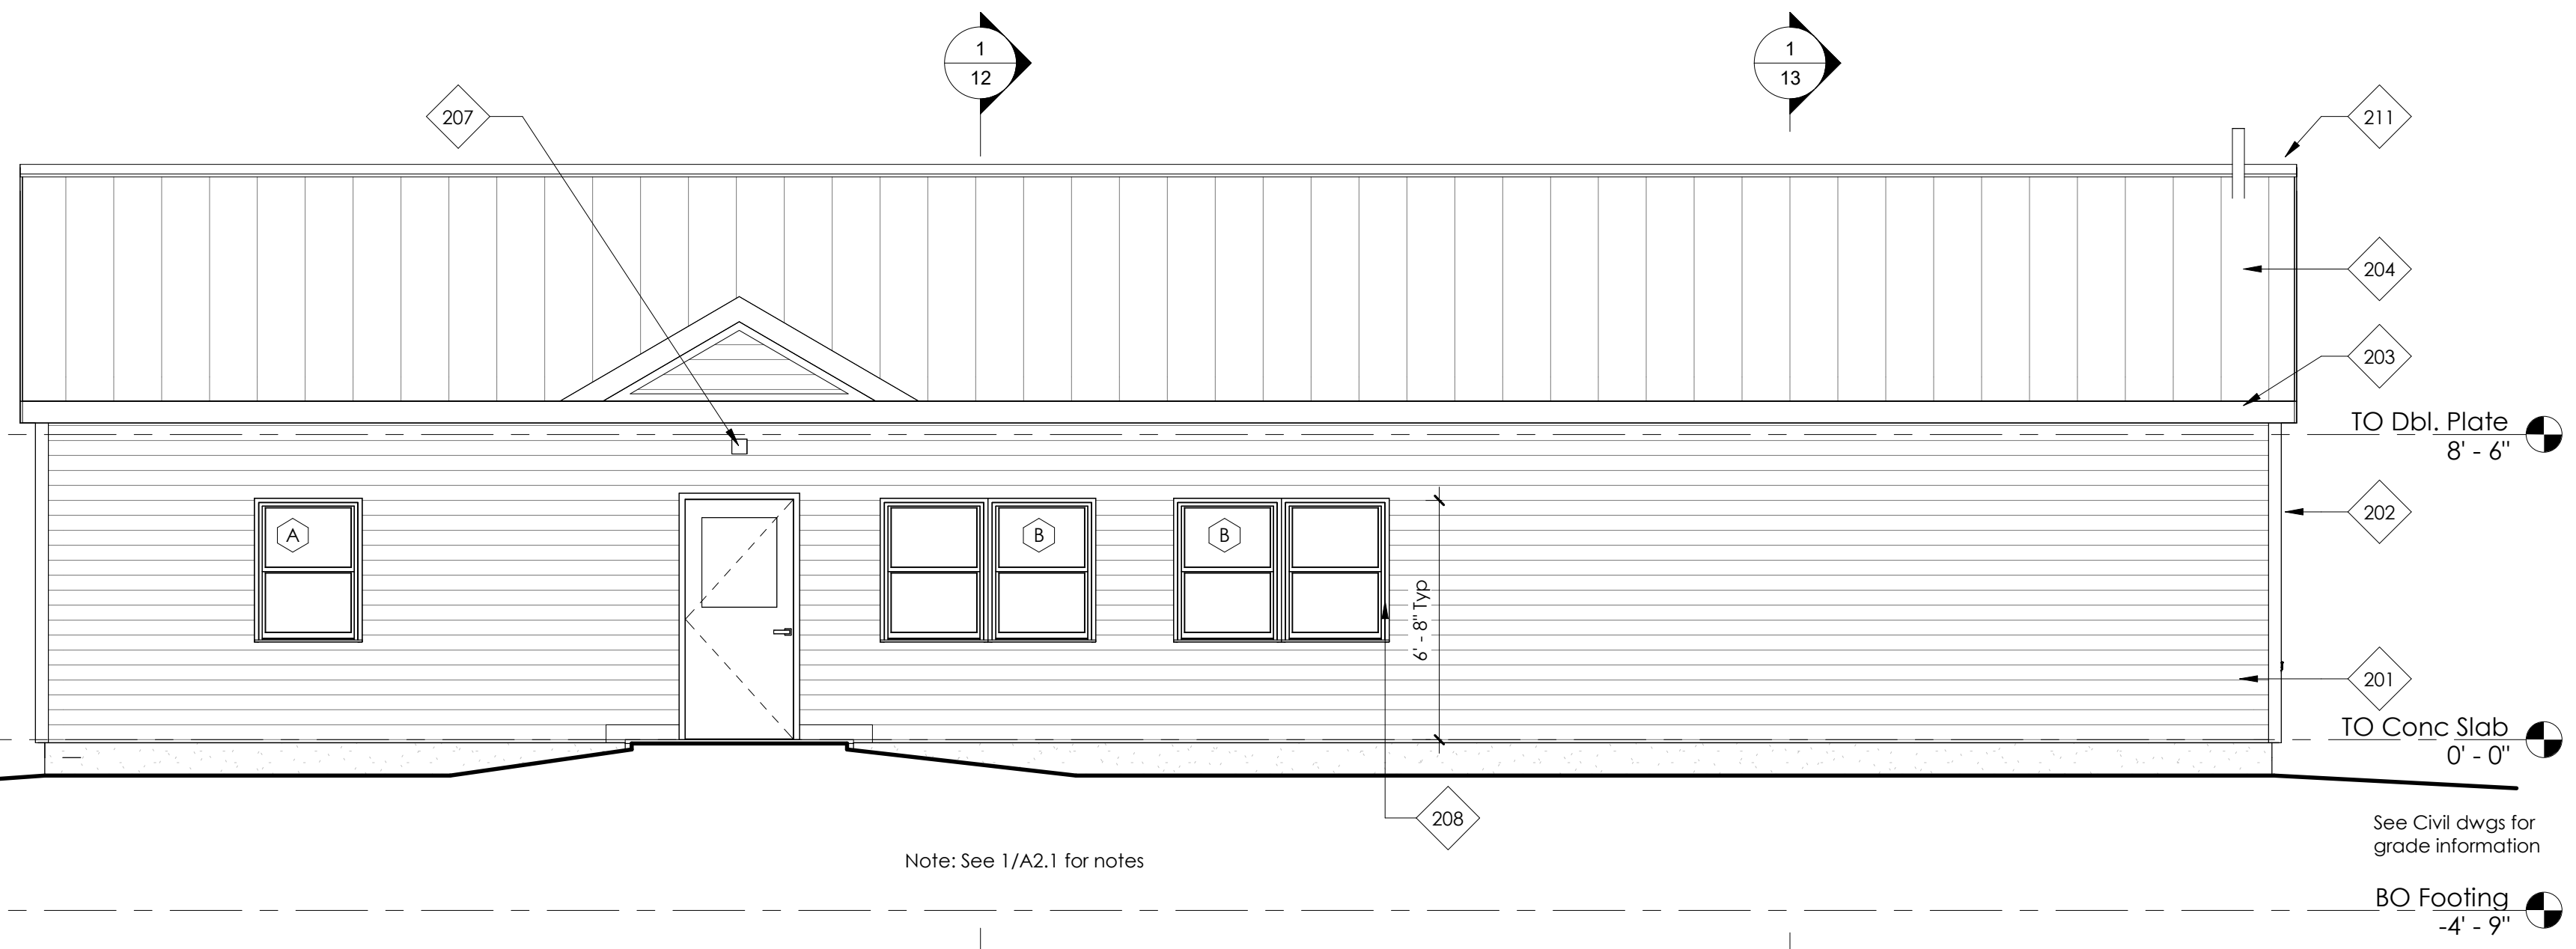 1
12
1
13
207
211
204
203
TO Dbl. Plate
8' - 6"
202
A
B
B
6' - 8" Typ
201
TO Conc Slab
0' - 0"
208
See Civil dwgs for
grade information
Note: See 1/A2.1 for notes
BO Footing
-4' - 9"